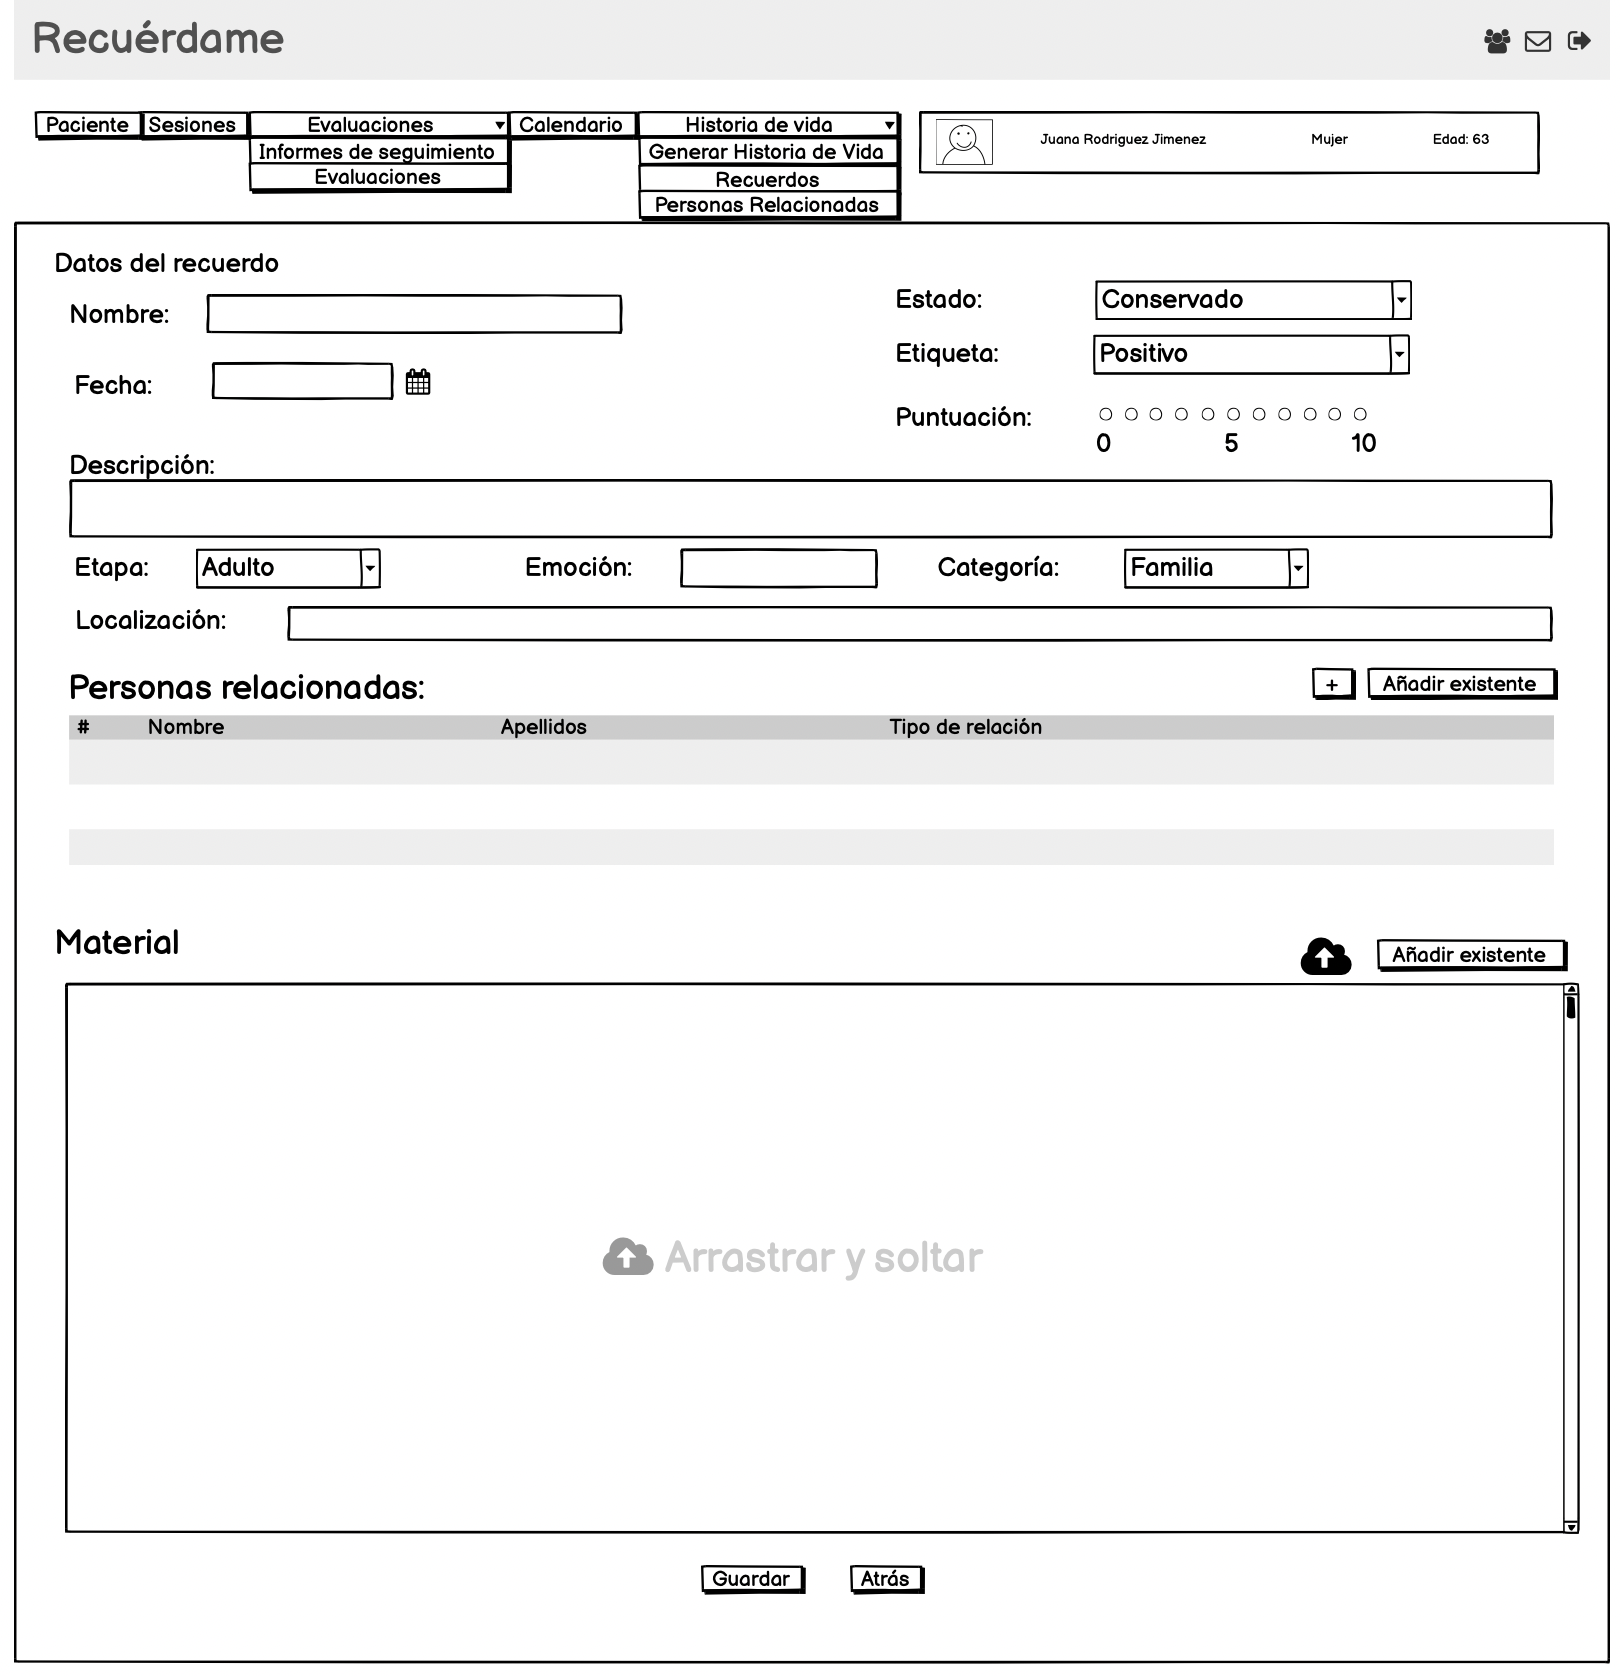 Recuérdame
Paciente Sesiones Evaluaciones Calendario Historia de vida
Informes de seguimiento
Evaluaciones
Generar Historia de Vida
Recuerdos
Personas Relacionadas
Juana Rodriguez Jimenez Mujer Edad: 63
Datos del recuerdo
Nombre:
Fecha:
Estado: Conservado
Etiqueta: Positivo
Puntuación:
0 5 10
Descripción:
Etapa: Adulto Emoción: Categoría: Familia
Localización:
Personas relacionadas: + Añadir existente
# Nombre Apellidos Tipo de relación
Material Añadir existente
Arrastrar y soltar
Guardar Atrás